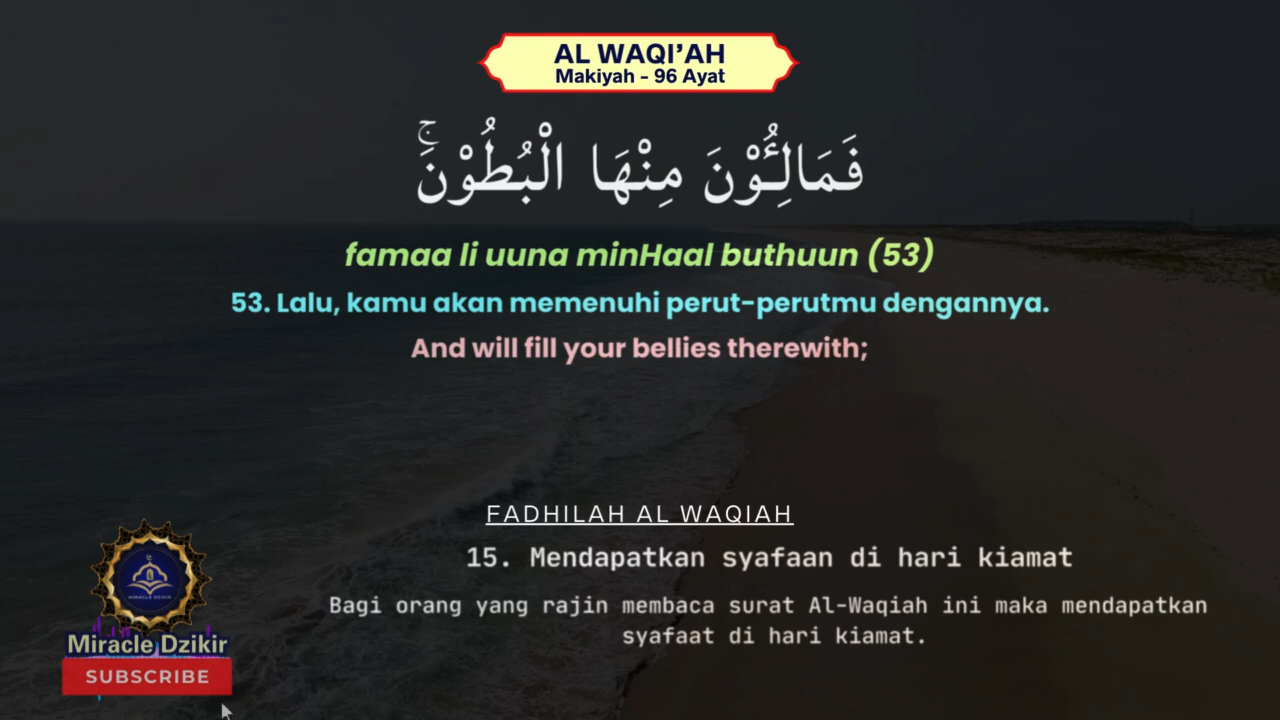 AL WAQI’AH
Makiyah - 96 Ayat
فَمَالِـُٔوْنَ مِنْهَا الْبُطُوْنَۚ
famaa li uuna minHaal buthuun (53)
53. Lalu, kamu akan memenuhi perut-perutmu dengannya.
And will fill your bellies therewith;
FADHILAH AL WAQIAH
15. Mendapatkan syafaan di hari kiamat
Bagi orang yang rajin membaca surat Al-Waqiah ini maka mendapatkan
syafaat di hari kiamat.
MIRACLE DZIKIR
Miracle Dzikir
SUBSCRIBE